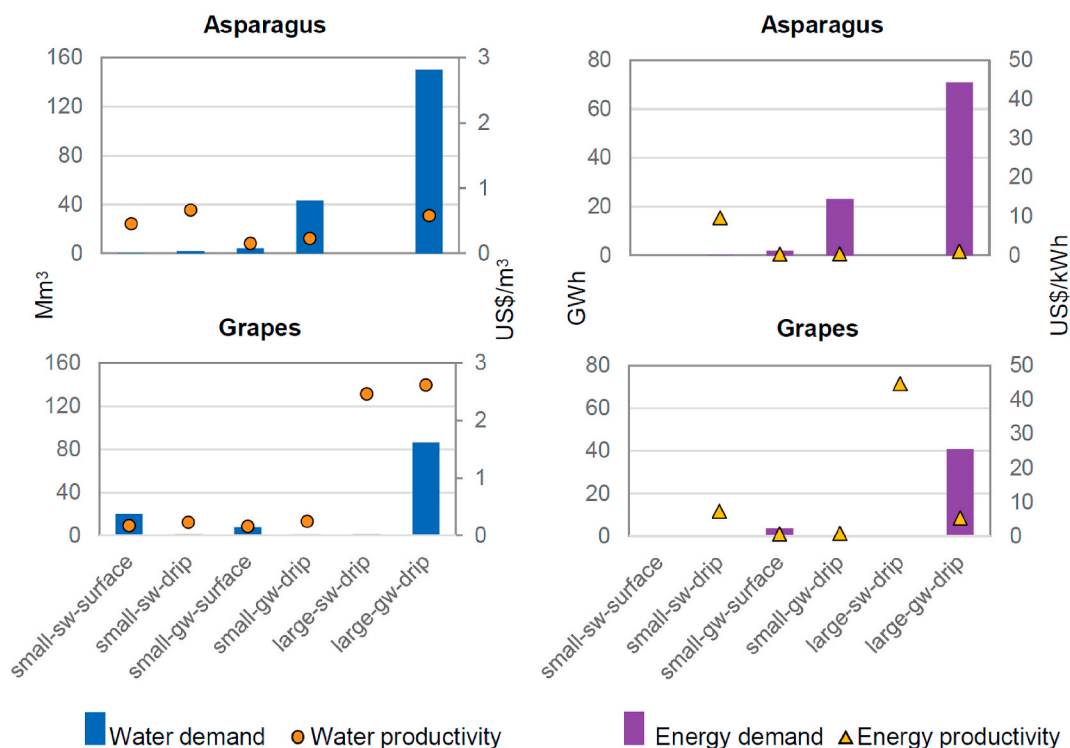 Asparagus
160
120
80
40
0
3
2
1
0
Mm³
US$/m³
Asparagus
80
60
40
20
0
50
40
30
20
10
0
GWh
US$/kWh
Grapes
160
120
80
40
0
3
2
1
0
small-sw-surface
small-sw-drip
small-gw-surface
small-gw-drip
large-sw-drip
large-gw-drip
Grapes
80
60
40
20
0
50
40
30
20
10
0
small-sw-surface
small-sw-drip
small-gw-surface
small-gw-drip
large-sw-drip
large-gw-drip
Water demand
Water productivity
Energy demand
Energy productivity